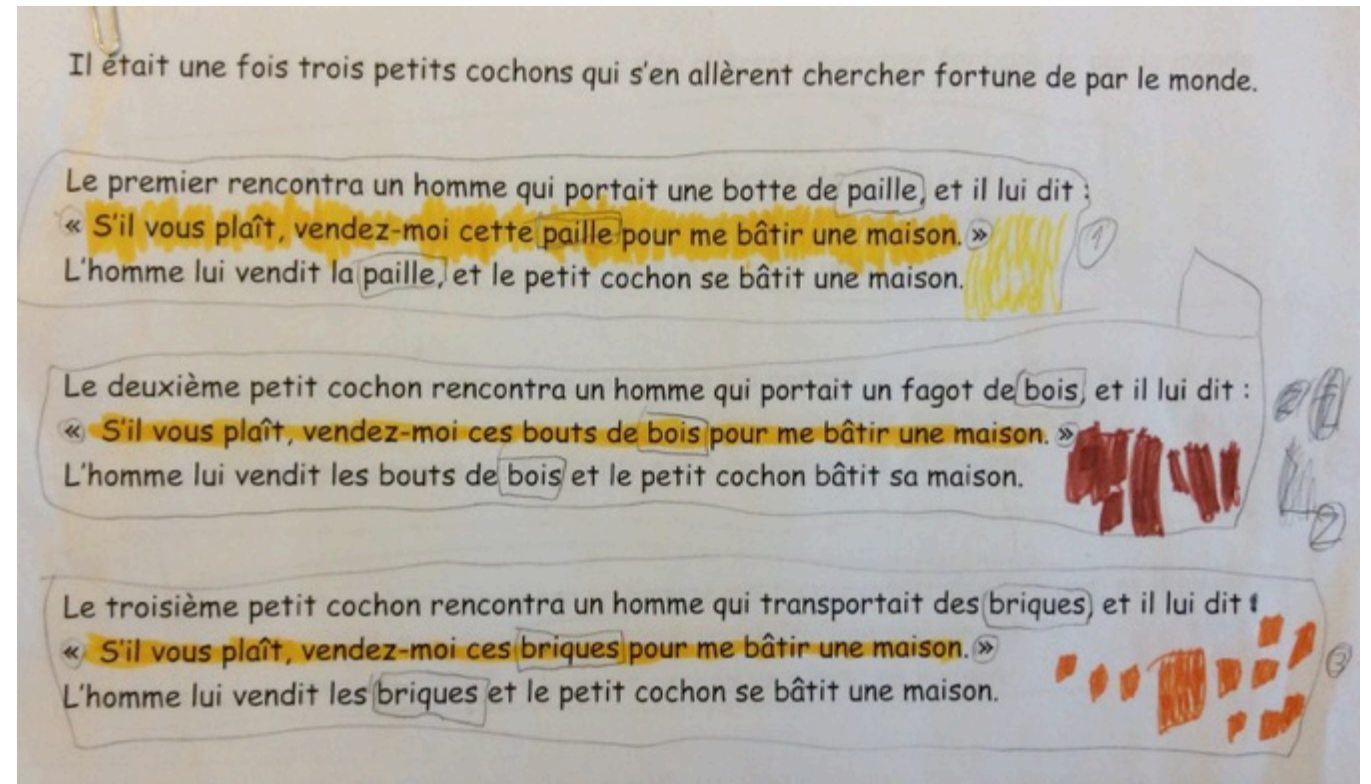 Il était une fois trois petits cochons qui s'en allèrent chercher fortune de par le monde.
Le premier rencontra un homme qui portait une botte de paille, et il lui dit :
« S'il vous plaît, vendez-moi cette paille pour me bâtir une maison. »
L'homme lui vendit la paille, et le petit cochon se bâtit une maison.
1
Le deuxième petit cochon rencontra un homme qui portait un fagot de bois, et il lui dit :
« S'il vous plaît, vendez-moi ces bouts de bois pour me bâtir une maison. »
L'homme lui vendit les bouts de bois et le petit cochon bâtit sa maison.
2
Le troisième petit cochon rencontra un homme qui transportait des briques, et il lui dit :
« S'il vous plaît, vendez-moi ces briques pour me bâtir une maison. »
L'homme lui vendit les briques et le petit cochon se bâtit une maison.
3